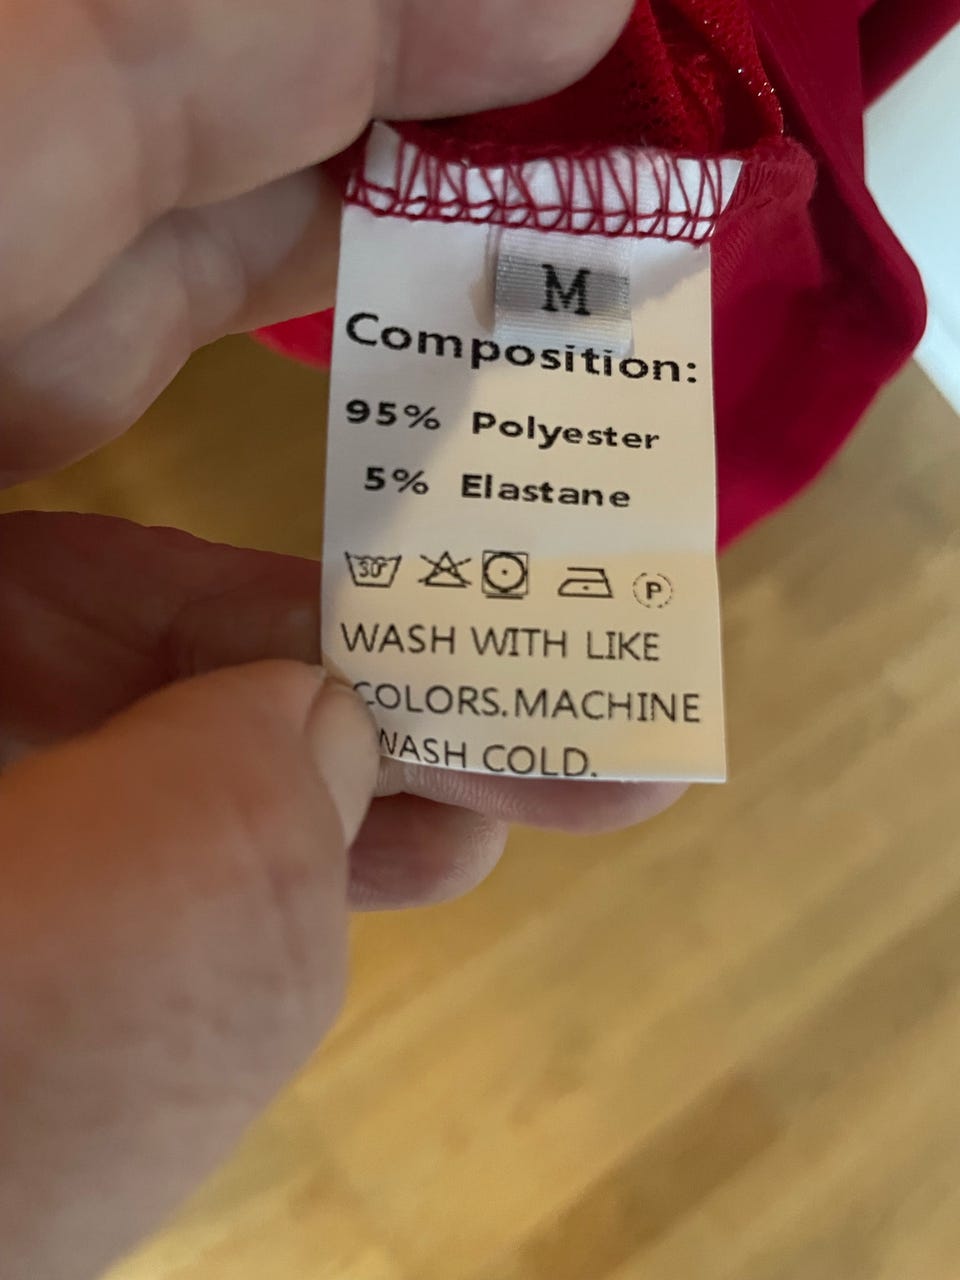 M
Composition:
95% Polyester
5% Elastane
30° P
WASH WITH LIKE
COLORS.MACHINE
WASH COLD.